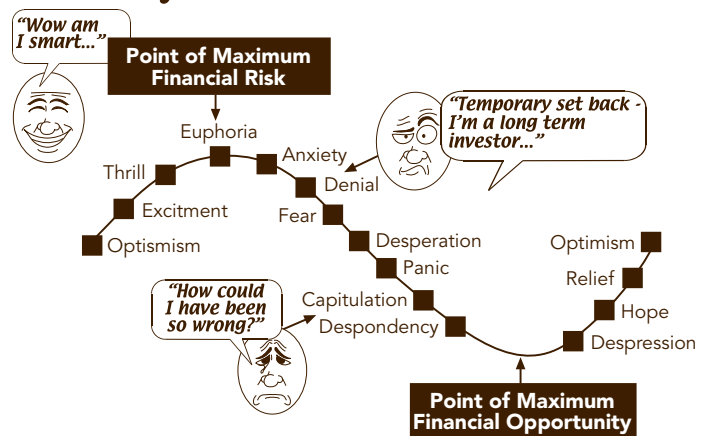 “Wow am
I smart...”
Point of Maximum
Financial Risk
“Temporary set back -
I’m a long term
investor...”
Euphoria
Anxiety
Thrill
Denial
Excitment
Fear
Optismism
Desperation
Optimism
Panic
Relief
“How could
I have been
so wrong?”
Capitulation
Hope
Despondency
Despression
Point of Maximum
Financial Opportunity